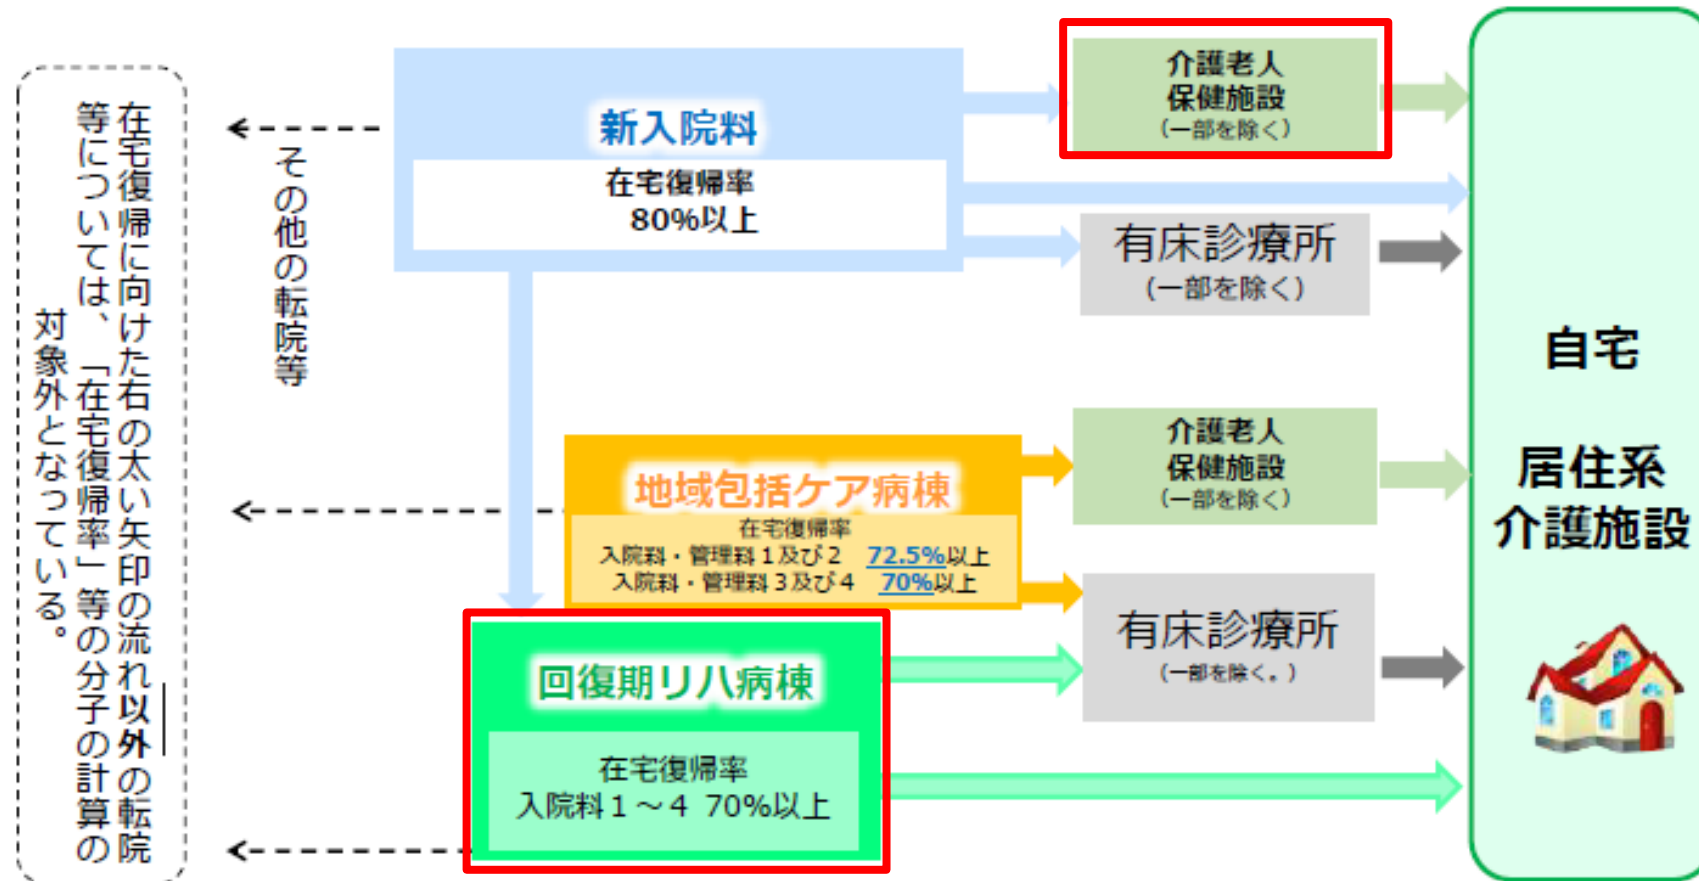 在宅復帰に向けた右の太い矢印の流れ以外の転院
等については、「在宅復帰率」等の分子の計算の
対象外となっている。
その他の転院等
新入院料
在宅復帰率
80%以上
介護老人
保健施設
(一部を除く)
有床診療所
(一部を除く)
地域包括ケア病棟
在宅復帰率
入院料・管理料1及び2 72.5%以上
入院料・管理料3及び4 70%以上
介護老人
保健施設
(一部を除く)
有床診療所
(一部を除く。)
回復期リハ病棟
在宅復帰率
入院料1～4 70%以上
自宅
居住系
介護施設